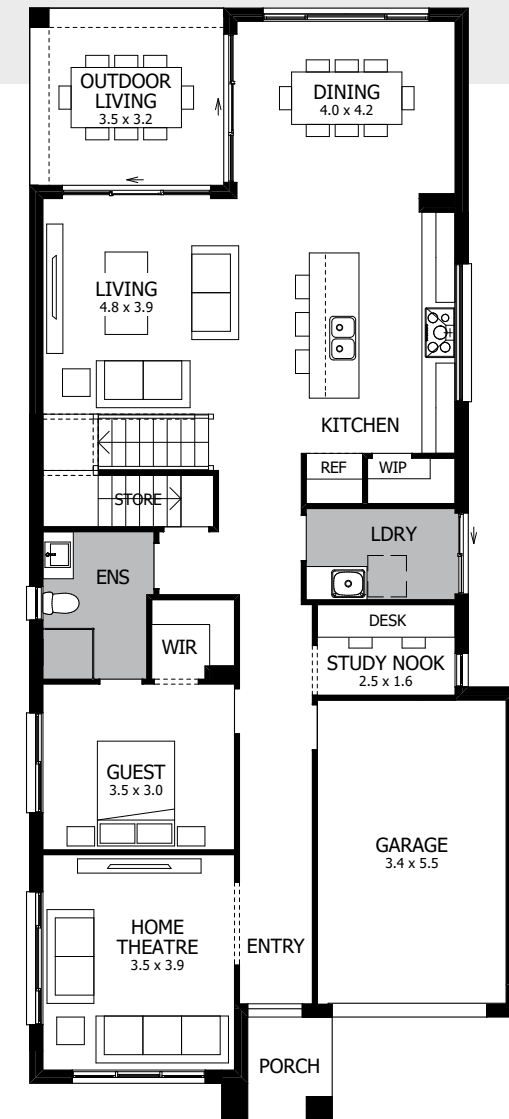 OUTDOOR
LIVING
3.5 x 3.2
DINING
4.0 x 4.2
LIVING
4.8 x 3.9
KITCHEN
REF
WIP
STORE
LDRY
ENS
DESK
WIR
STUDY NOOK
2.5 x 1.6
GUEST
3.5 x 3.0
GARAGE
3.4 x 5.5
HOME
THEATRE
3.5 x 3.9
ENTRY
PORCH